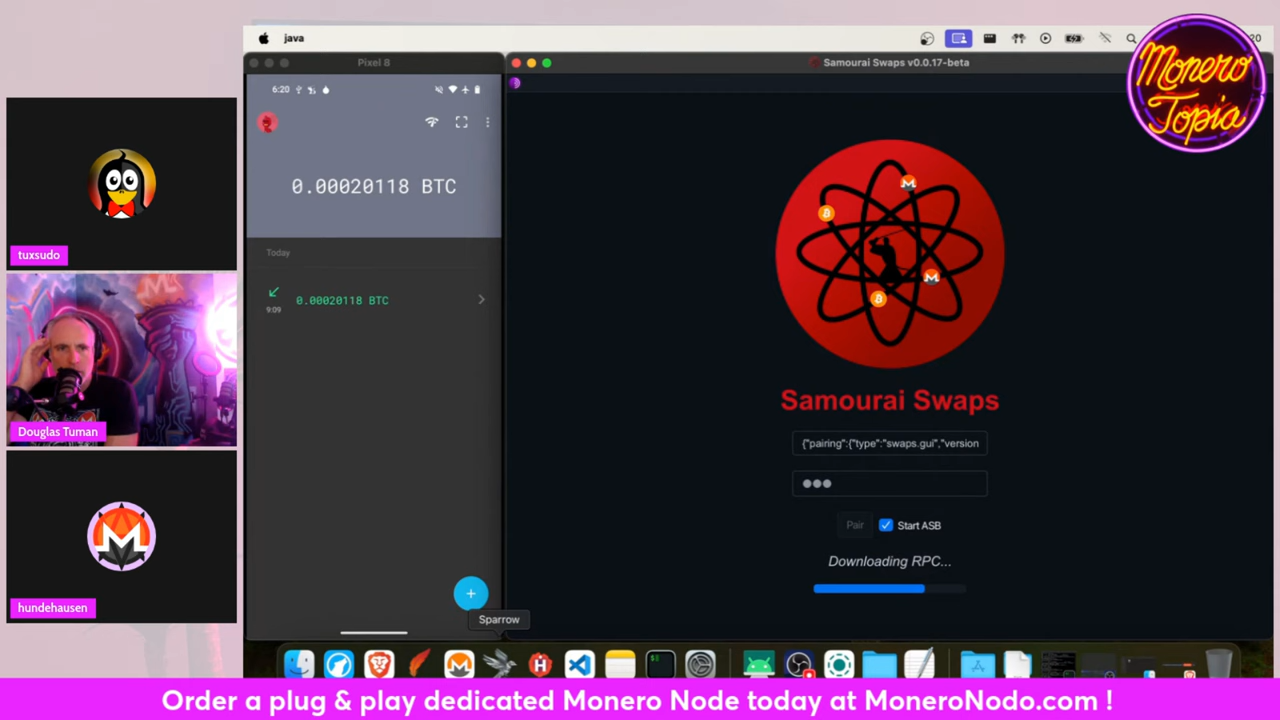 java
20
Pixel 8
Samourai Swaps v0.0.17-beta
Monero
Topia
6:20
0.00020118 BTC
Today
0.00020118 BTC
9:09
Samourai Swaps
{"pairing":{"type":"swaps.gui","version
Pair
Start ASB
Downloading RPC...
+
Sparrow
tuxsudo
Douglas Tuman
hundehausen
Order a plug & play dedicated Monero Node today at MoneroNodo.com !